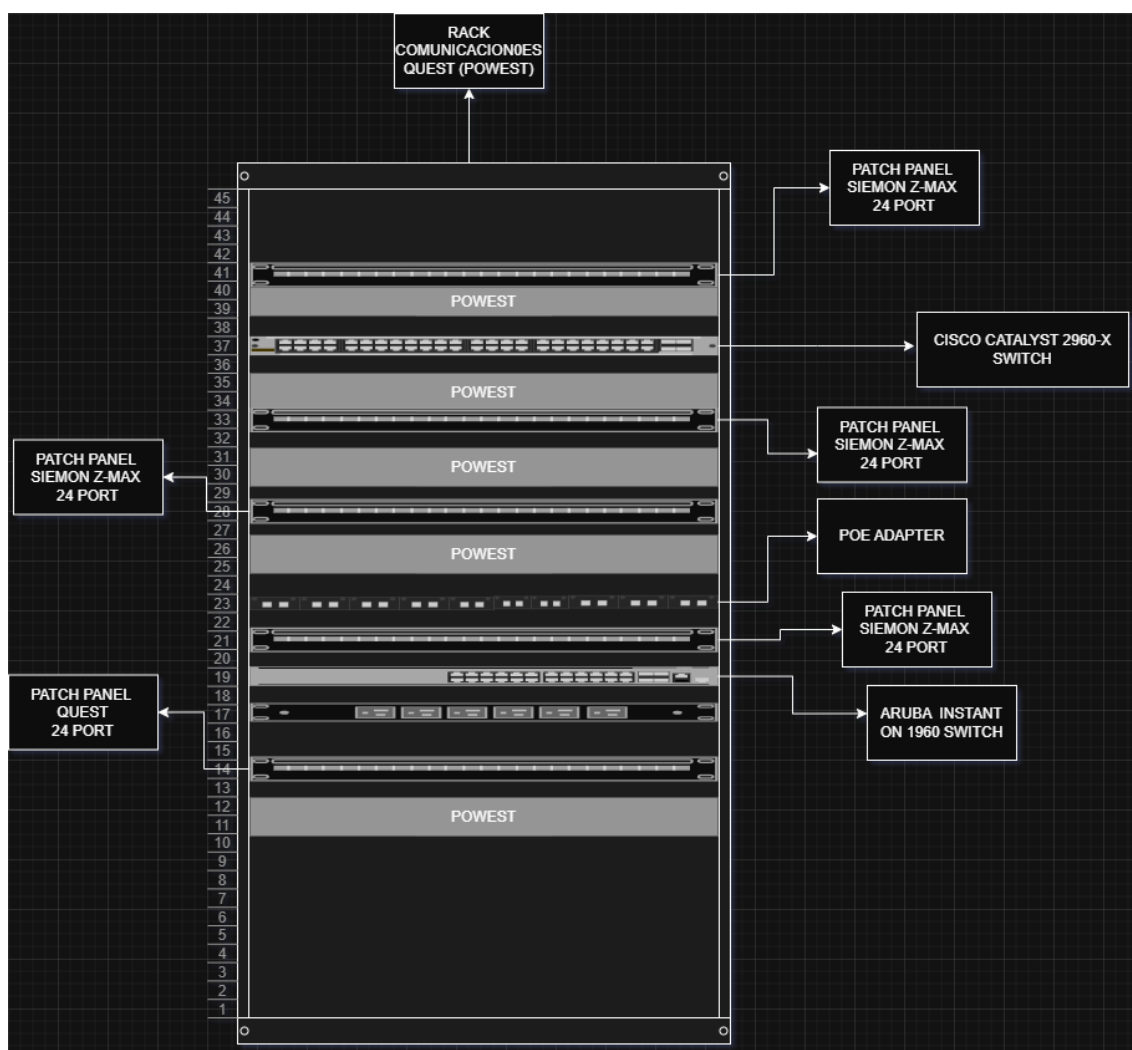 RACK
COMUNICACION0ES
QUEST (POWEST)
PATCH PANEL
SIEMON Z-MAX
24 PORT
45
44
43
42
41
40
39
POWEST
38
37
CISCO CATALYST 2960-X
SWITCH
36
35
34
POWEST
33
PATCH PANEL
SIEMON Z-MAX
24 PORT
32
31
30
POWEST
PATCH PANEL
SIEMON Z-MAX
24 PORT
29
28
27
26
25
POWEST
POE ADAPTER
24
23
22
21
PATCH PANEL
SIEMON Z-MAX
24 PORT
20
19
18
17
ARUBA INSTANT
ON 1960 SWITCH
PATCH PANEL
QUEST
24 PORT
16
15
14
13
12
11
POWEST
10
9
8
7
6
5
4
3
2
1